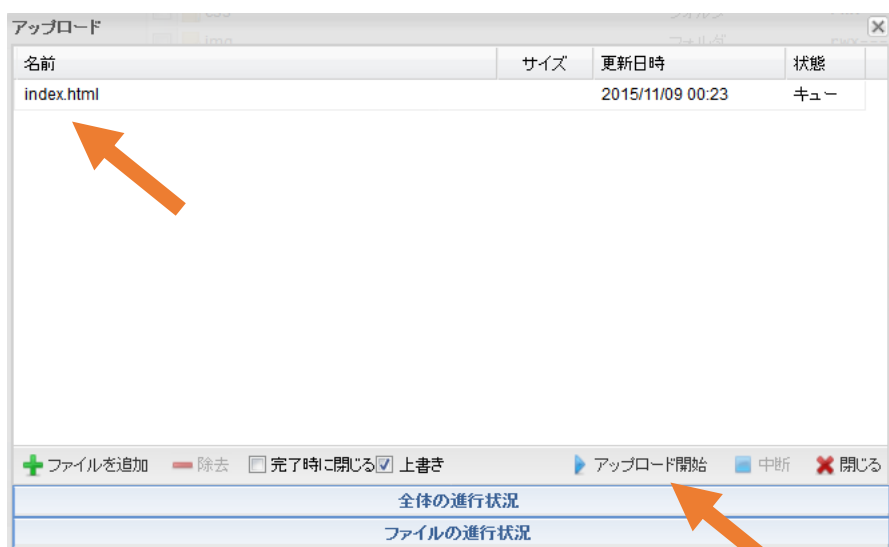 アップロード
名前 サイズ 更新日時 状態
index.html 2015/11/09 00:23 キュー
ファイルを追加 除去 完了時に閉じる 上書き アップロード開始 中断 閉じる
全体の進行状況
ファイルの進行状況